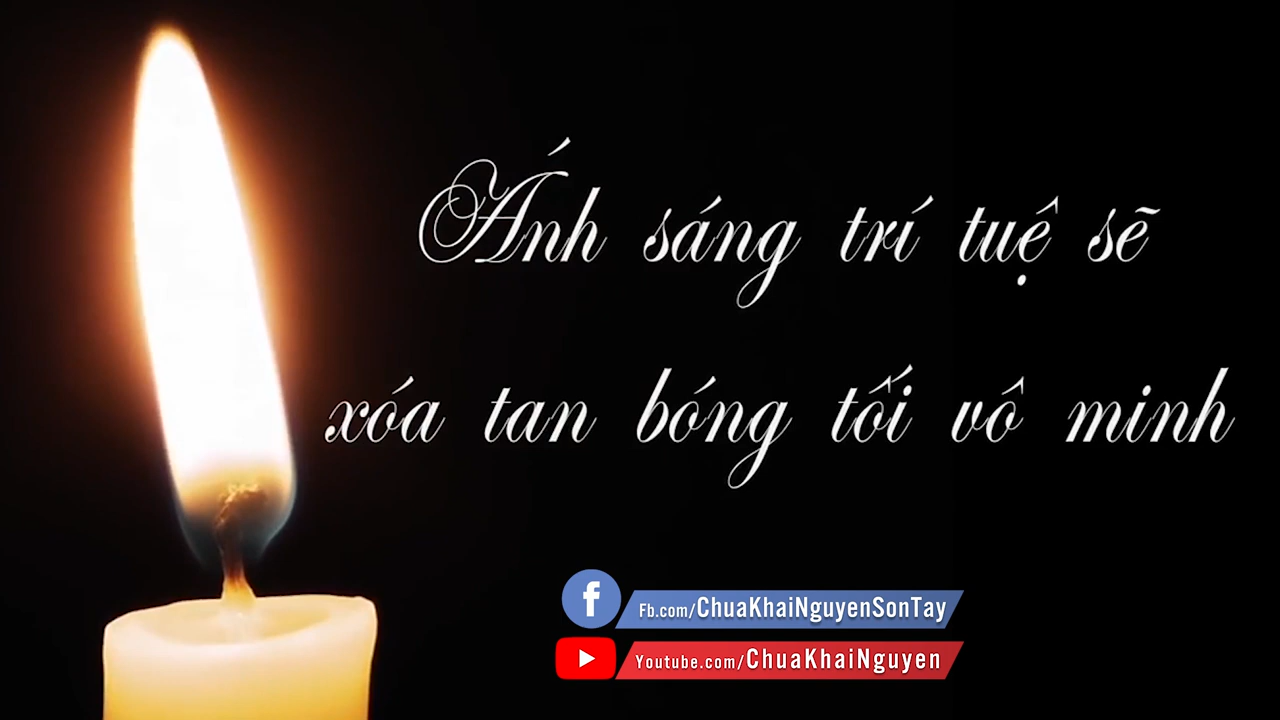 Ánh sáng trí tuệ sẽ
xóa tan bóng tối vô minh
Fb.com/ChuaKhaiNguyenSonTay
Youtube.com/ChuaKhaiNguyen